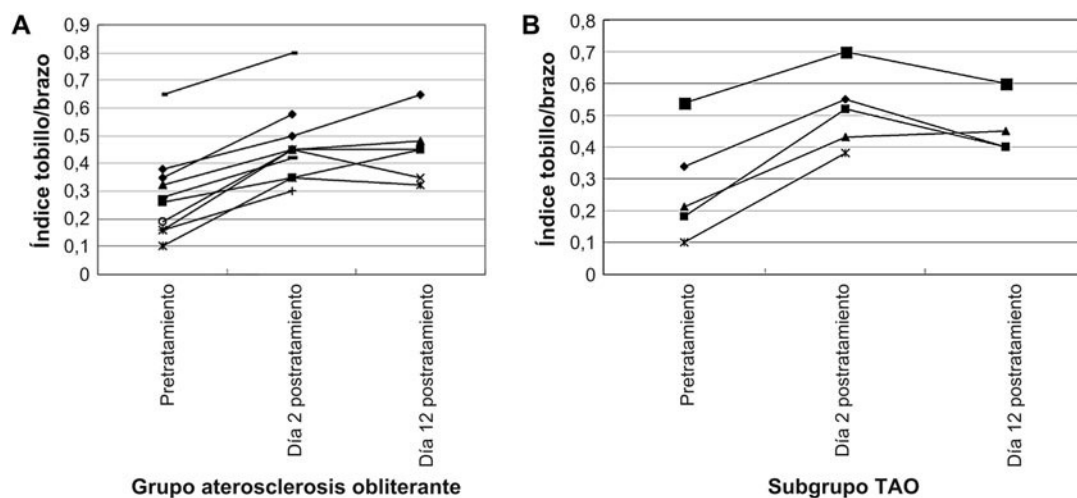 A
Índice tobillo/brazo
0,9
0,8
0,7
0,6
0,5
0,4
0,3
0,2
0,1
0
Pretratamiento
Día 2 postratamiento
Día 12 postratamiento
Grupo aterosclerosis obliterante
B
Índice tobillo/brazo
0,8
0,7
0,6
0,5
0,4
0,3
0,2
0,1
0
Pretratamiento
Día 2 postratamiento
Día 12 postratamiento
Subgrupo TAO